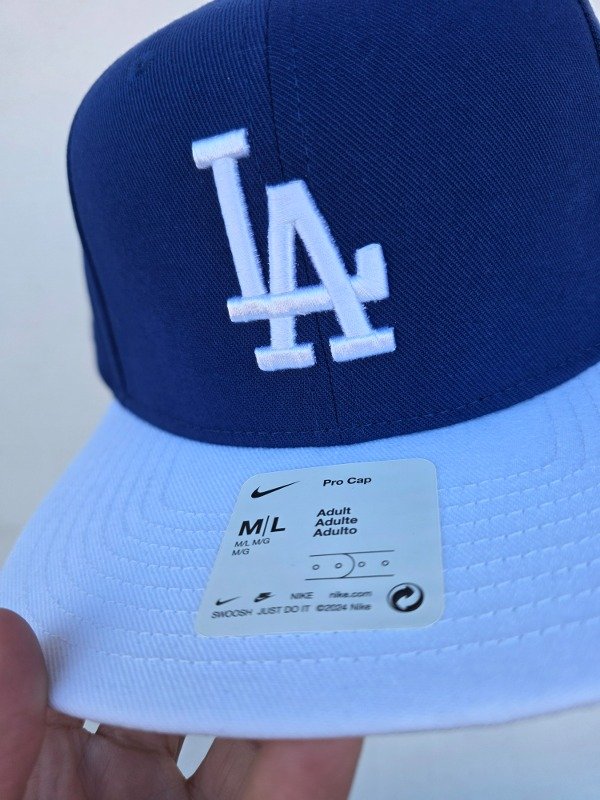 LA
Pro Cap
M/L
M/L M/G
M/G
Adult
Adulte
Adulto
NIKE nike.com
SWOOSH JUST DO IT ©2024 Nike